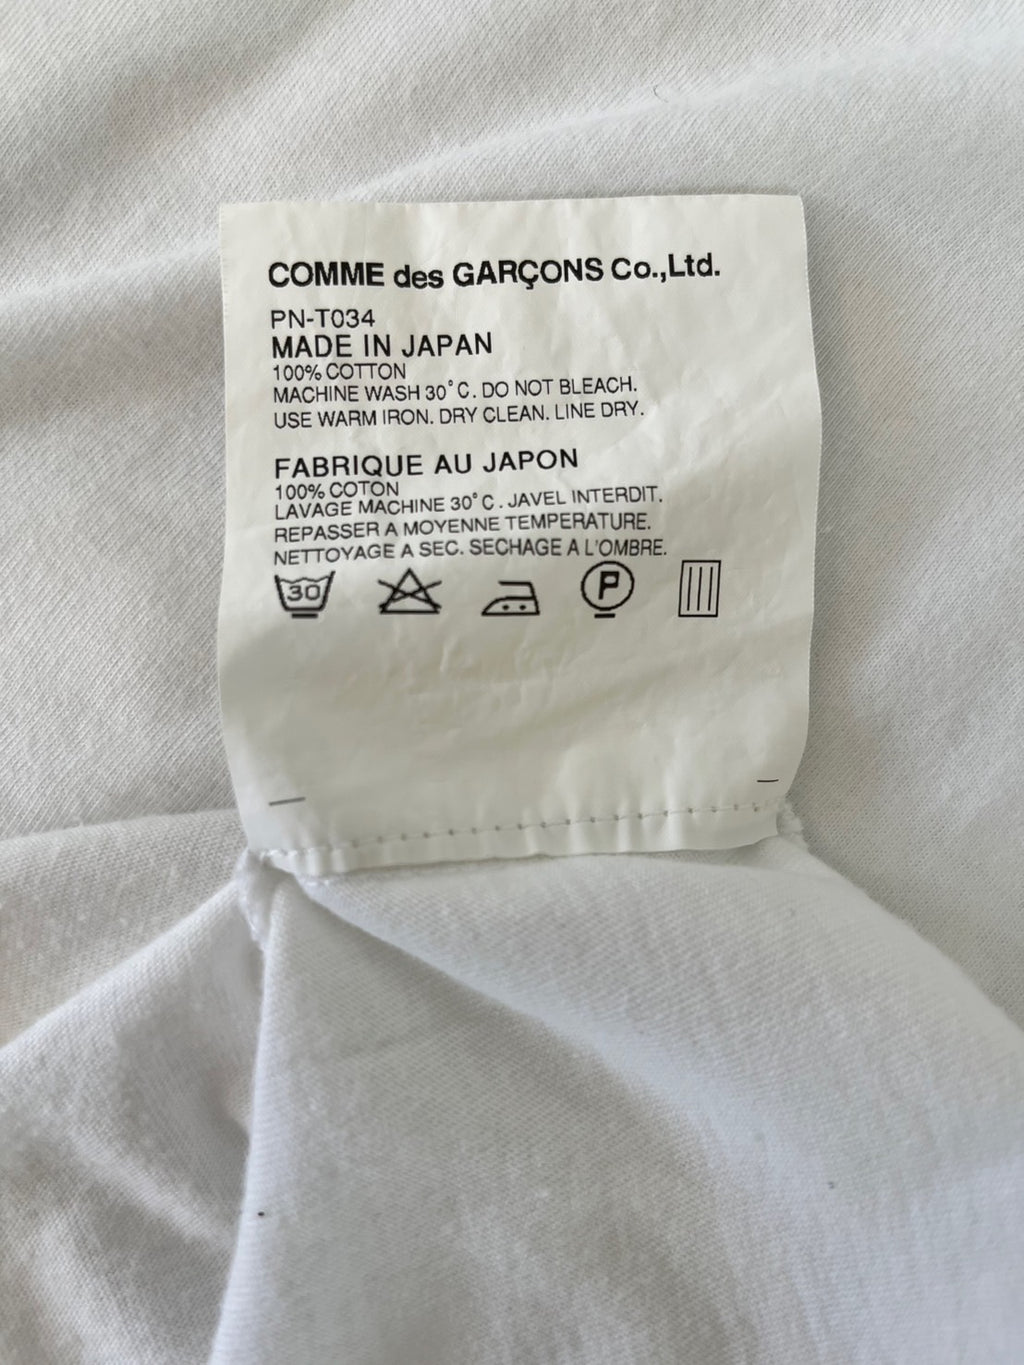 COMME des GARÇONS Co.,Ltd.
PN-T034
MADE IN JAPAN
100% COTTON
MACHINE WASH 30°C. DO NOT BLEACH.
USE WARM IRON. DRY CLEAN. LINE DRY.
FABRIQUE AU JAPON
100% COTON
LAVAGE MACHINE 30°C. JAVEL INTERDIT.
REPASSER A MOYENNE TEMPERATURE.
NETTOYAGE A SEC. SECHAGE A L'OMBRE.
30 P